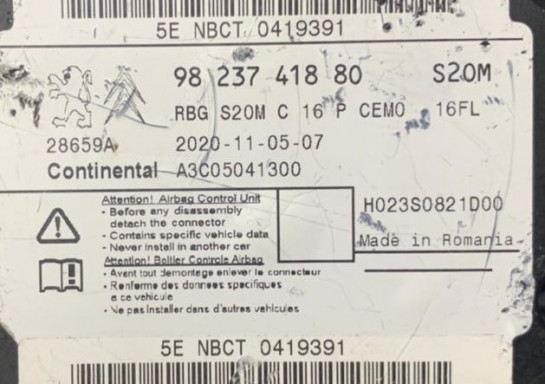 5E NBCT 0419391
98 237 418 80 S20M
RBG S20M C 16 P CEMO 16FL
28659A 2020-11-05-07
Continental A3C05041300
Attention! Airbag Control Unit
- Before any disassembly
detach the connector
- Contains specific vehicle data
- Never install in another car
Attention! Boitier Controle Airbag
- Avant tout demontage enlever le connecteur
- Renferme des donnees specifiques
a ce vehicule
- Ne pas installer dans d'autres vehicules
H023S0821D00
Made in Romania
5E NBCT 0419391